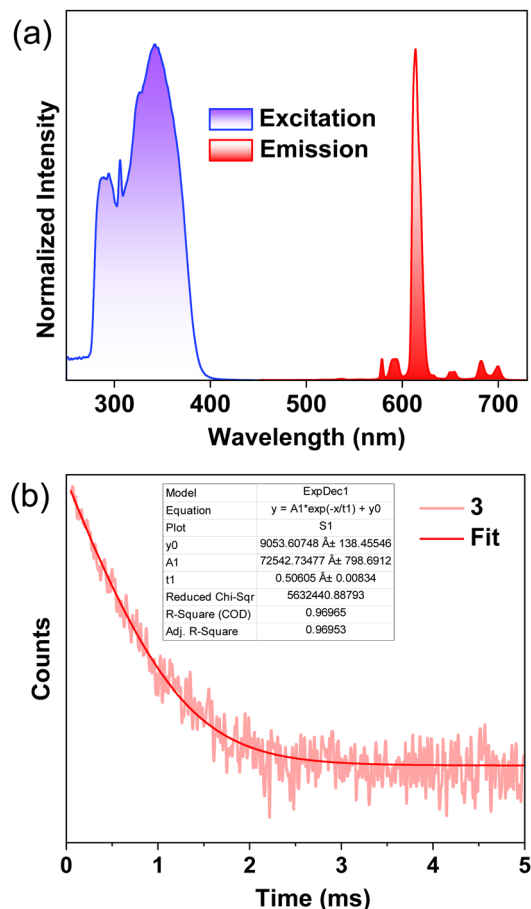 (a)
Normalized Intensity
Excitation
Emission
300 400 500 600 700
Wavelength (nm)
(b)
Counts
Model ExpDec1
Equation y = A1*exp(-x/t1) + y0
Plot S1
y0 9053.60748 Â± 138.45546
A1 72542.73477 Â± 798.6912
t1 0.50605 Â± 0.00834
Reduced Chi-Sqr 5632440.88793
R-Square (COD) 0.96965
Adj. R-Square 0.96953
3
Fit
0 1 2 3 4 5
Time (ms)